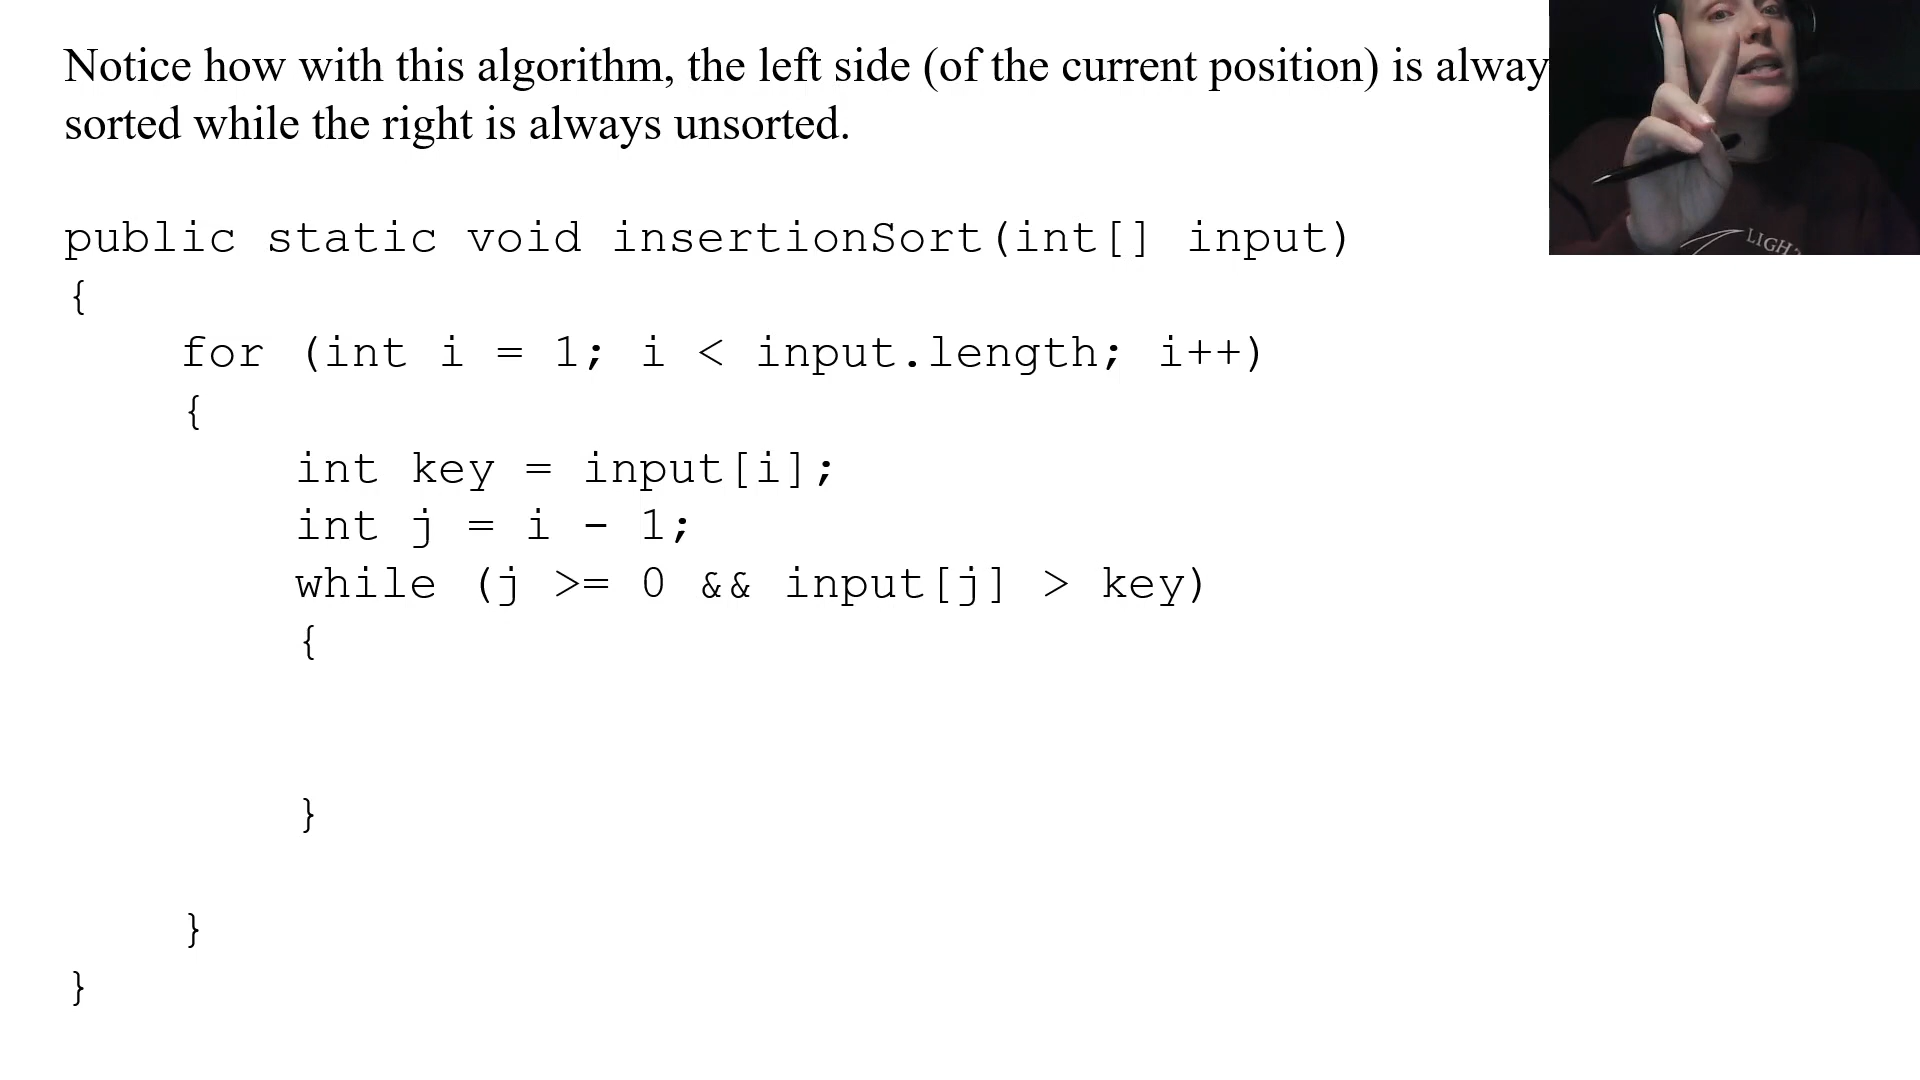 Notice how with this algorithm, the left side (of the current position) is alway
sorted while the right is always unsorted.
public static void insertionSort(int[] input)
{
for (int i = 1; i < input.length; i++)
{
int key = input[i];
int j = i - 1;
while (j >= 0 && input[j] > key)
{
}
}
}